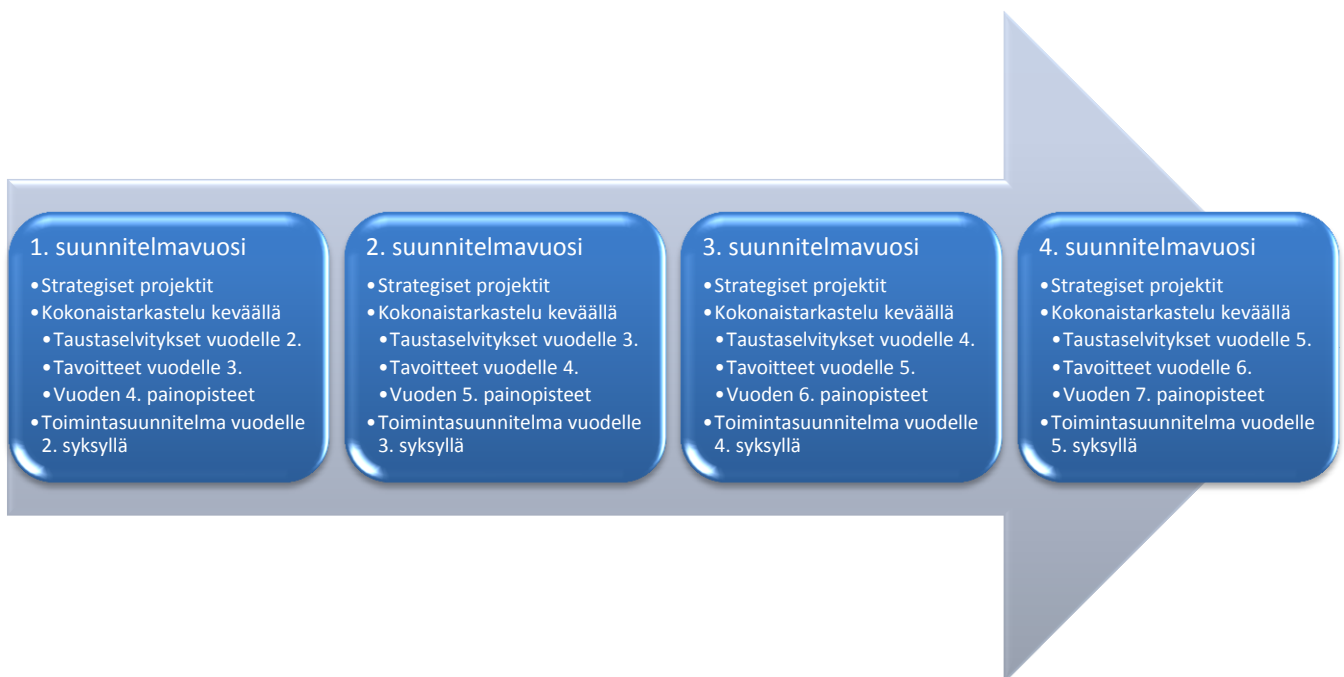 1. suunnitelmavuosi
•Strategiset projektit
•Kokonaistarkastelu keväällä
•Taustaselvitykset vuodelle 2.
•Tavoitteet vuodelle 3.
•Vuoden 4. painopisteet
•Toimintasuunnitelma vuodelle
2. syksyllä
2. suunnitelmavuosi
•Strategiset projektit
•Kokonaistarkastelu keväällä
•Taustaselvitykset vuodelle 3.
•Tavoitteet vuodelle 4.
•Vuoden 5. painopisteet
•Toimintasuunnitelma vuodelle
3. syksyllä
3. suunnitelmavuosi
•Strategiset projektit
•Kokonaistarkastelu keväällä
•Taustaselvitykset vuodelle 4.
•Tavoitteet vuodelle 5.
•Vuoden 6. painopisteet
•Toimintasuunnitelma vuodelle
4. syksyllä
4. suunnitelmavuosi
•Strategiset projektit
•Kokonaistarkastelu keväällä
•Taustaselvitykset vuodelle 5.
•Tavoitteet vuodelle 6.
•Vuoden 7. painopisteet
•Toimintasuunnitelma vuodelle
5. syksyllä